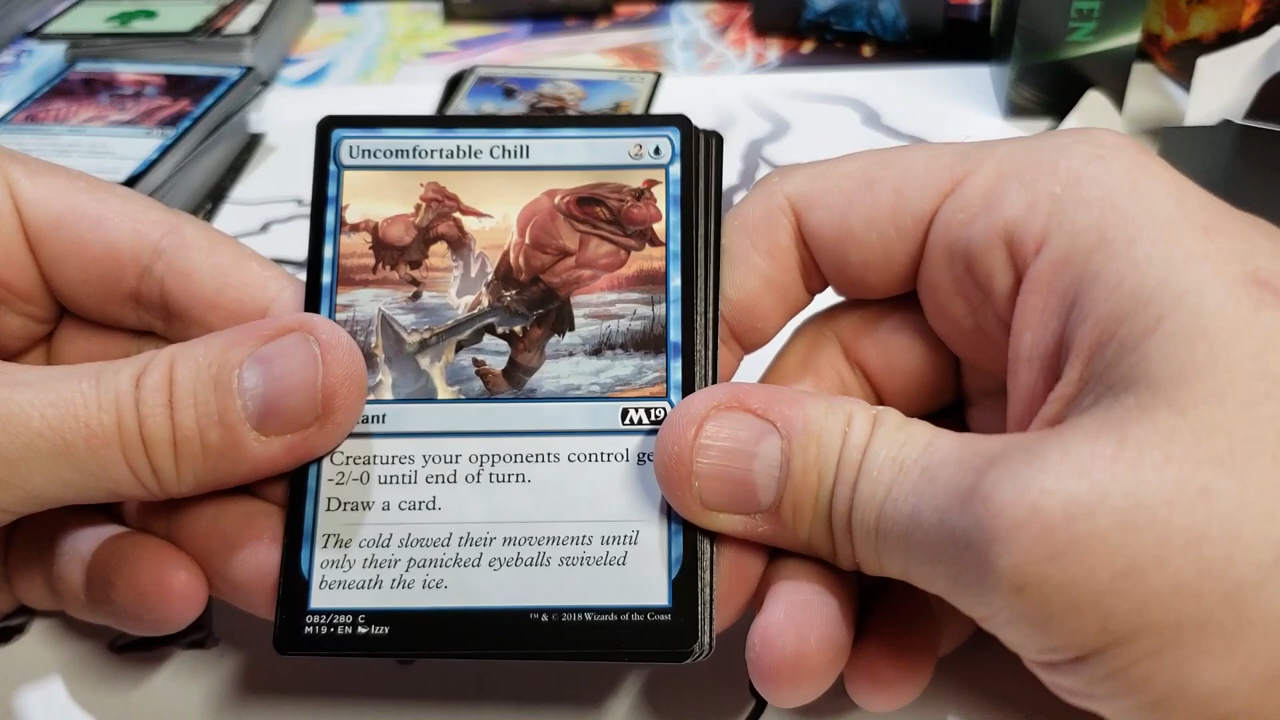 EN
Uncomfortable Chill 2
ant M19
Creatures your opponents control ge
-2/-0 until end of turn.
Draw a card.
The cold slowed their movements until
only their panicked eyeballs swiveled
beneath the ice.
082/280 C ™ & © 2018 Wizards of the Coast
M19 • EN Izzy